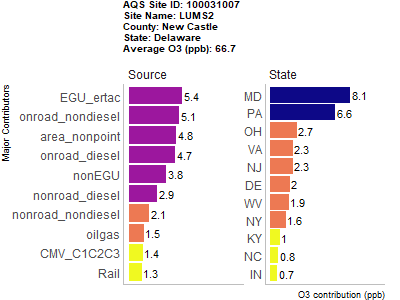 AQS Site ID: 100031007
Site Name: LUMS2
County: New Castle
State: Delaware
Average O3 (ppb): 66.7
Major Contributors
Source
EGU_ertac 5.4
onroad_nondiesel 5.1
area_nonpoint 4.8
onroad_diesel 4.7
nonEGU 3.8
nonroad_diesel 2.9
nonroad_nondiesel 2.1
oilgas 1.5
CMV_C1C2C3 1.4
Rail 1.3
State
MD 8.1
PA 6.6
OH 2.7
VA 2.3
NJ 2.3
DE 2
WV 1.9
NY 1.6
KY 1
NC 0.8
IN 0.7
O3 contribution (ppb)